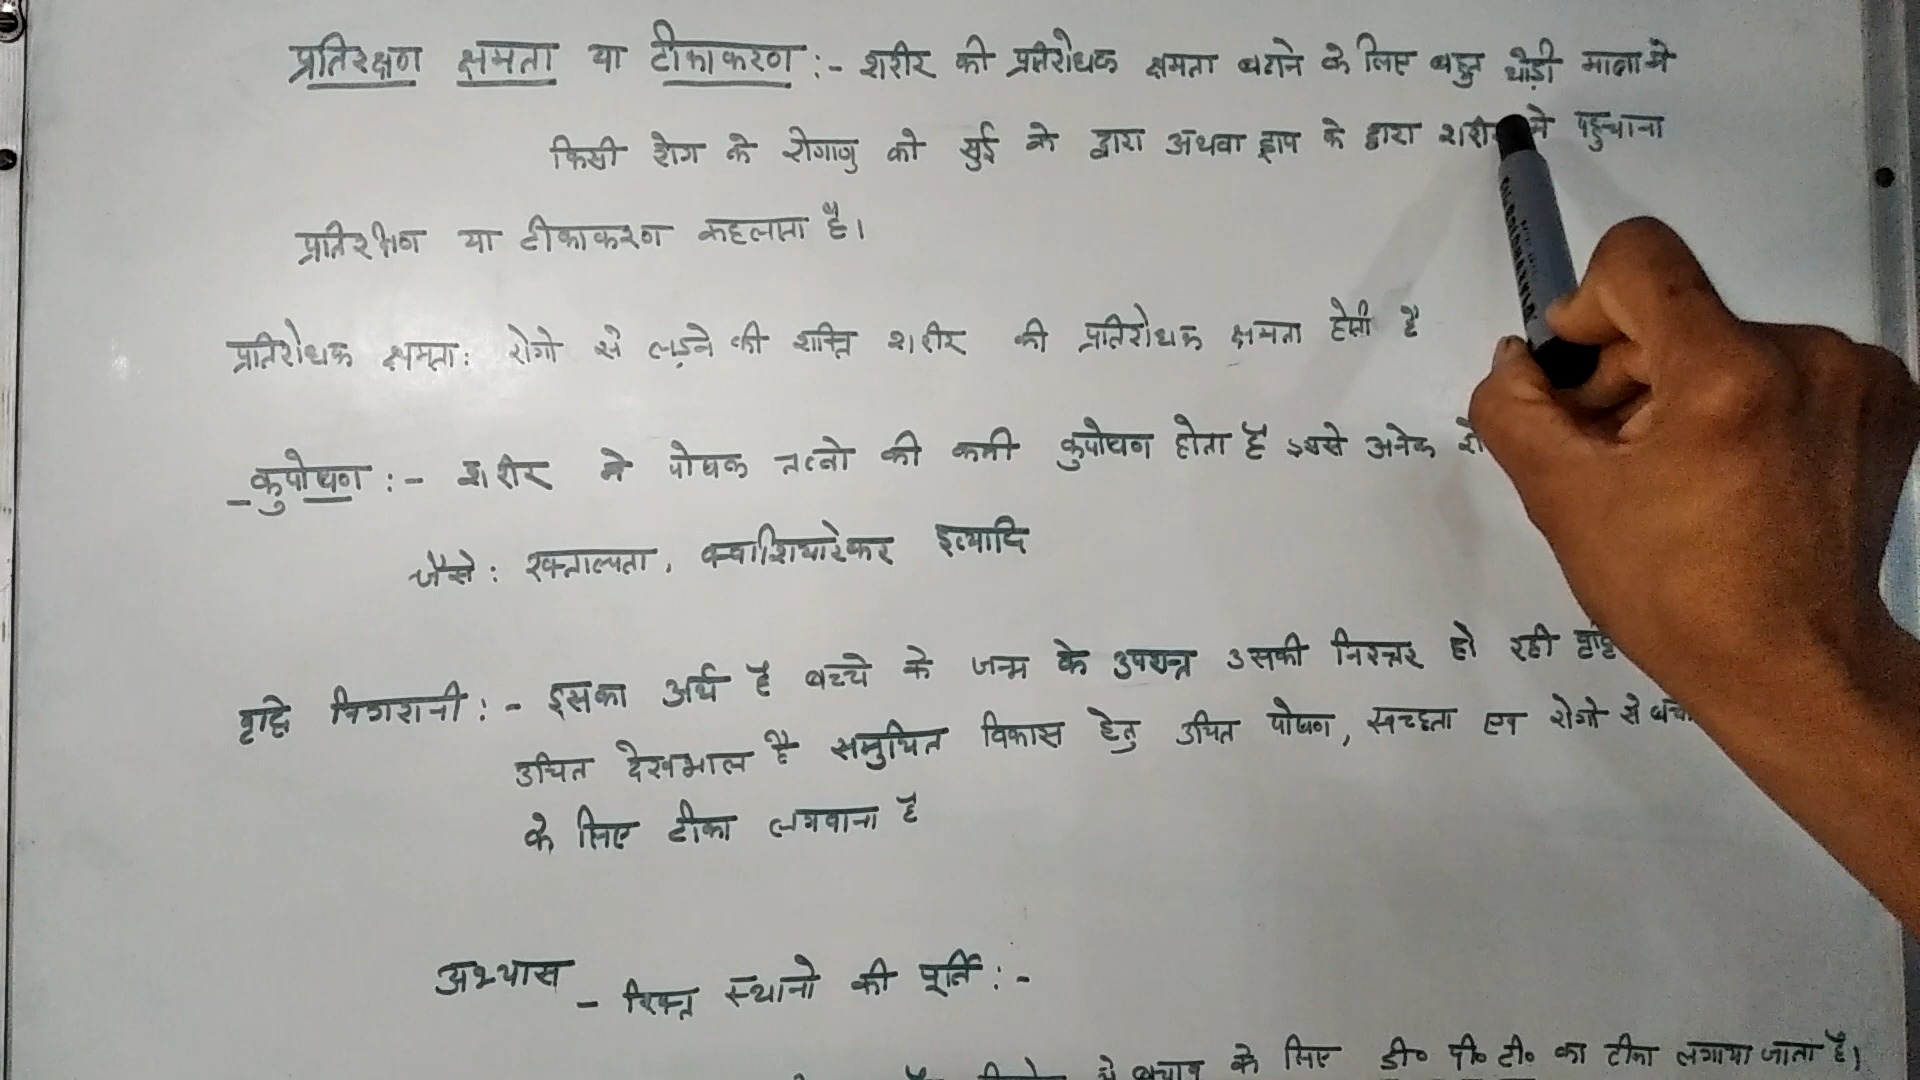 प्रतिरक्षण क्षमता या टीकाकरण :- शरीर की प्रतिरोधक क्षमता बढाने के लिए बहुत थोड़ी मात्रा मे
किसी रोग के रोगाणु को सुई के द्वारा अथवा ड्राप के द्वारा मे पहुचाना
प्रतिरक्षण या टीकाकरण कहलाता है।
प्रतिरोधक क्षमता: रोगो से लड़ने की शक्ति शरीर की प्रतिरोधक क्षमता होती है
- कुपोषण :- शरीर मे पोषक तत्वो की कमी कुपोषण होता है इससे अनेक
जैसे : रक्ताल्पता, क्वाशियारेकर इत्यादि
वृद्धि निगरानी :- इसका अर्थ है बच्चे के जन्म के उपरान्त उसकी निरन्तर हो रही
उचित देखभाल है समुचित विकास हेतु उचित पोषण, स्वच्छता एव रोगो से
के लिए टीका लगवाना है
अभ्यास - रिक्त स्थानो की पूर्ति :-
से बचाव के लिए डी० पी० टी० का टीका लगाया जाता है।